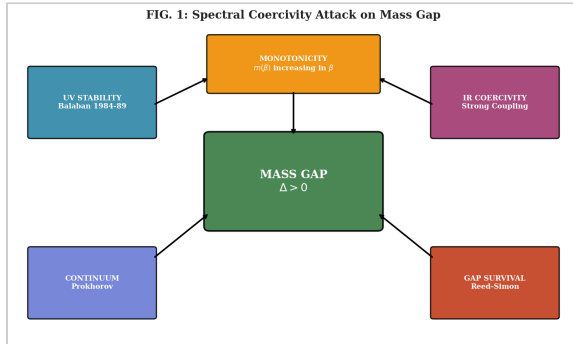 FIG. 1: Spectral Coercivity Attack on Mass Gap
MONOTONICITY
m(β) increasing in β
UV STABILITY
Balaban 1984-89
IR COERCIVITY
Strong Coupling
MASS GAP
Δ > 0
CONTINUUM
Prokhorov
GAP SURVIVAL
Reed-Simon